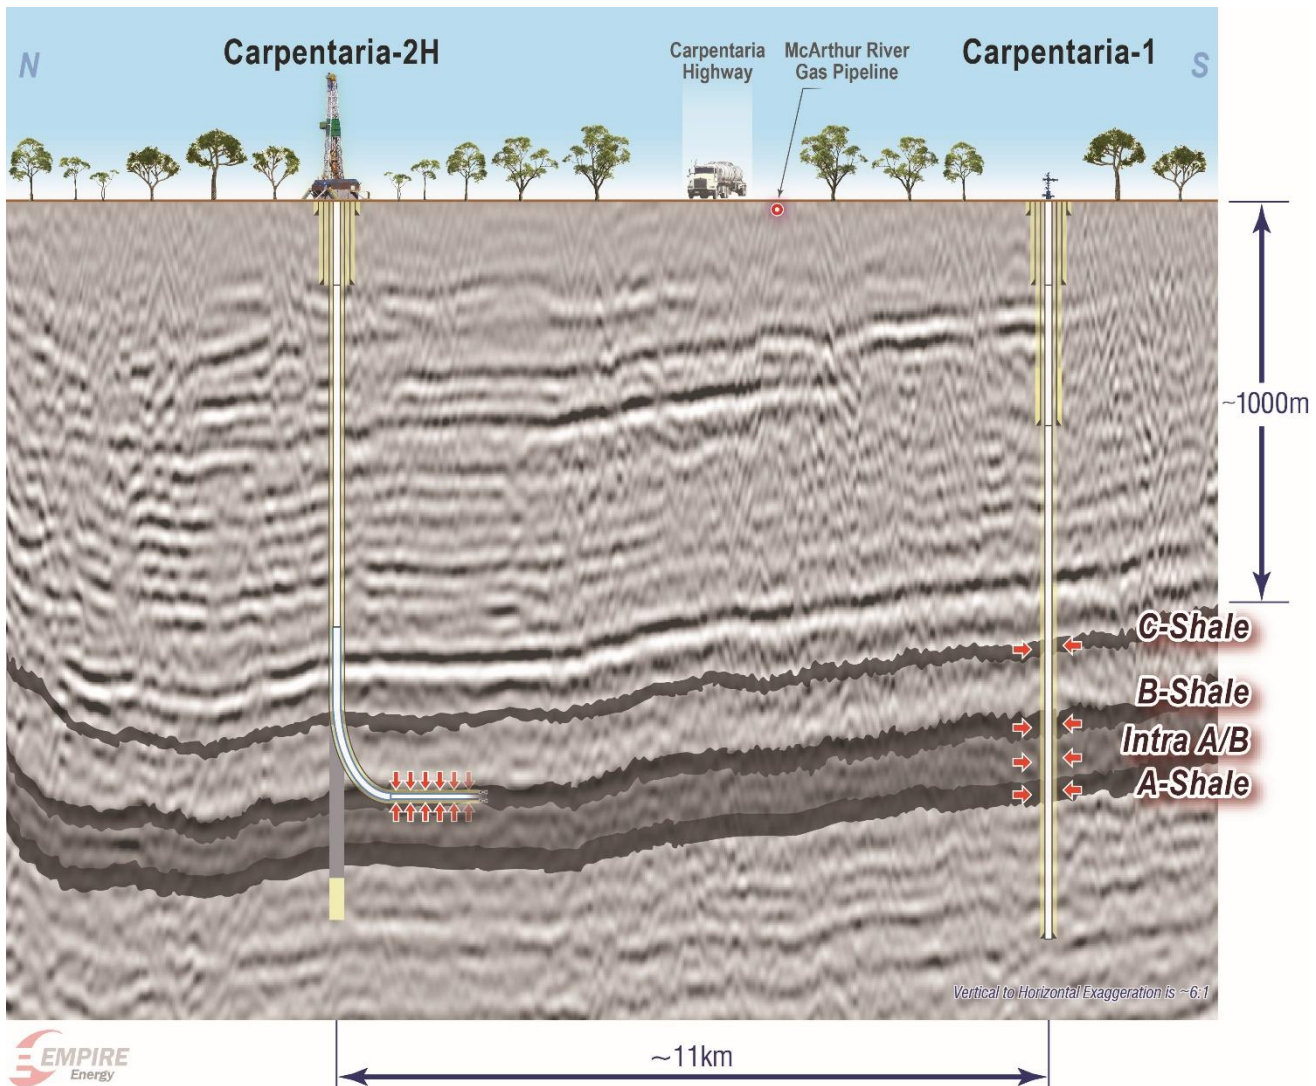 N
Carpentaria-2H
Carpentaria
Highway
McArthur River
Gas Pipeline
Carpentaria-1
S
~1000m
C-Shale
B-Shale
Intra A/B
A-Shale
Vertical to Horizontal Exaggeration is ~6:1
~11km
EMPIRE
Energy